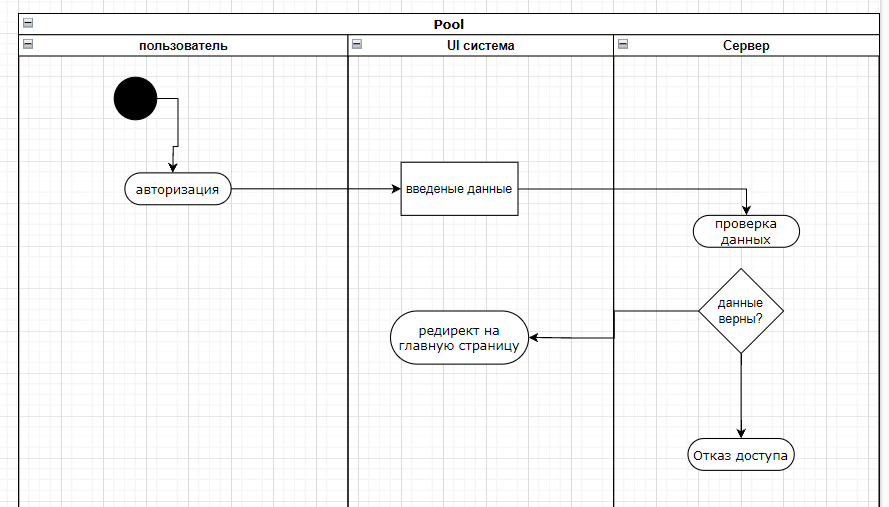 Pool
пользователь
UI система
Сервер
авторизация
введеные данные
проверка
данных
данные
верны?
редирект на
главную страницу
Отказ доступа